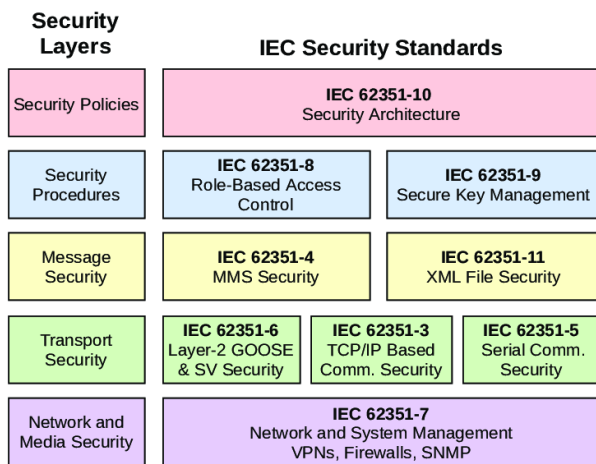 Security
Layers
IEC Security Standards
Security Policies
IEC 62351-10
Security Architecture
Security
Procedures
IEC 62351-8
Role-Based Access
Control
IEC 62351-9
Secure Key Management
Message
Security
IEC 62351-4
MMS Security
IEC 62351-11
XML File Security
Transport
Security
IEC 62351-6
Layer-2 GOOSE
& SV Security
IEC 62351-3
TCP/IP Based
Comm. Security
IEC 62351-5
Serial Comm.
Security
Network and
Media Security
IEC 62351-7
Network and System Management
VPNs, Firewalls, SNMP